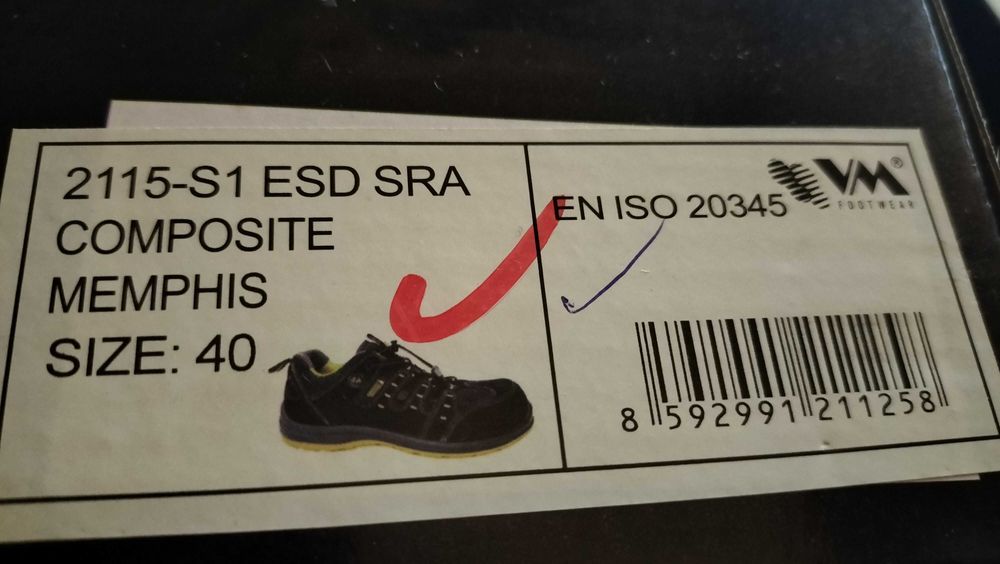 2115-S1 ESD SRA
COMPOSITE
MEMPHIS
SIZE: 40
EN ISO 20345
VM®
FOOTWEAR
8 592991 211258